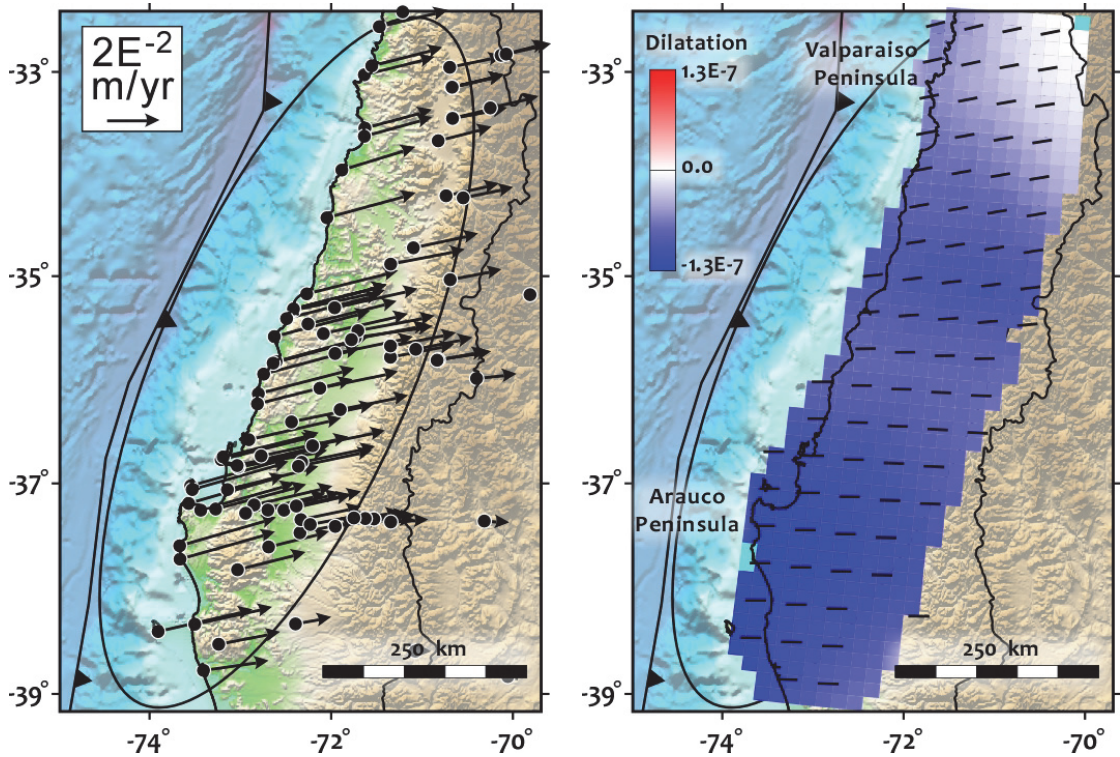 2E⁻²
m/yr
-33°
-35°
-37°
-39°
-74°
-72°
-70°
250 km
Dilatation
1.3E-7
0.0
-1.3E-7
Valparaiso
Peninsula
Arauco
Peninsula
-33°
-35°
-37°
-39°
-74°
-72°
-70°
250 km